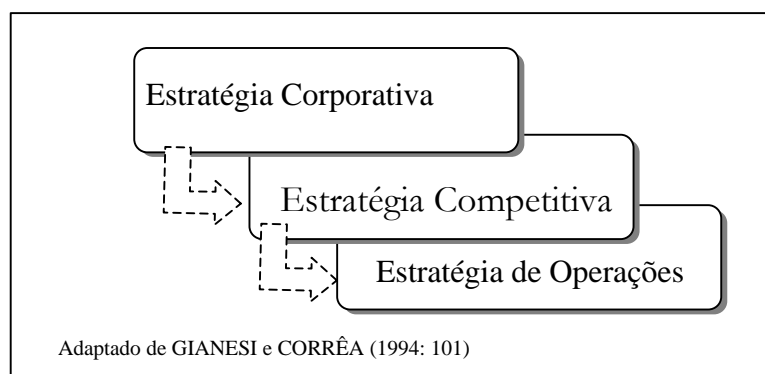 Estratégia Corporativa
Estratégia Competitiva
Estratégia de Operações
Adaptado de GIANESI e CORRÊA (1994: 101)